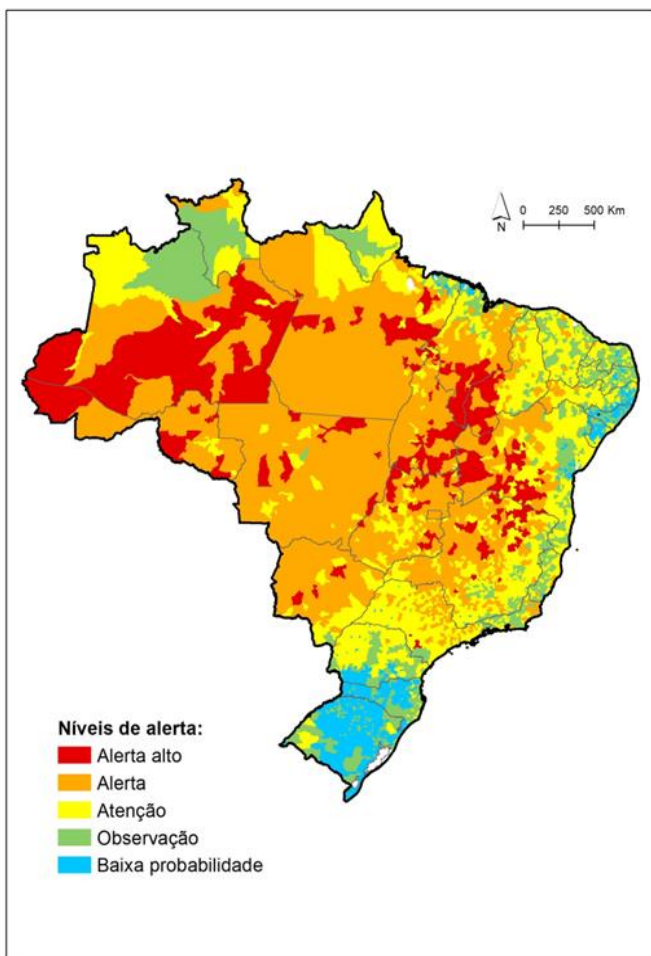 N
0 250 500 Km
Níveis de alerta:
Alerta alto
Alerta
Atenção
Observação
Baixa probabilidade